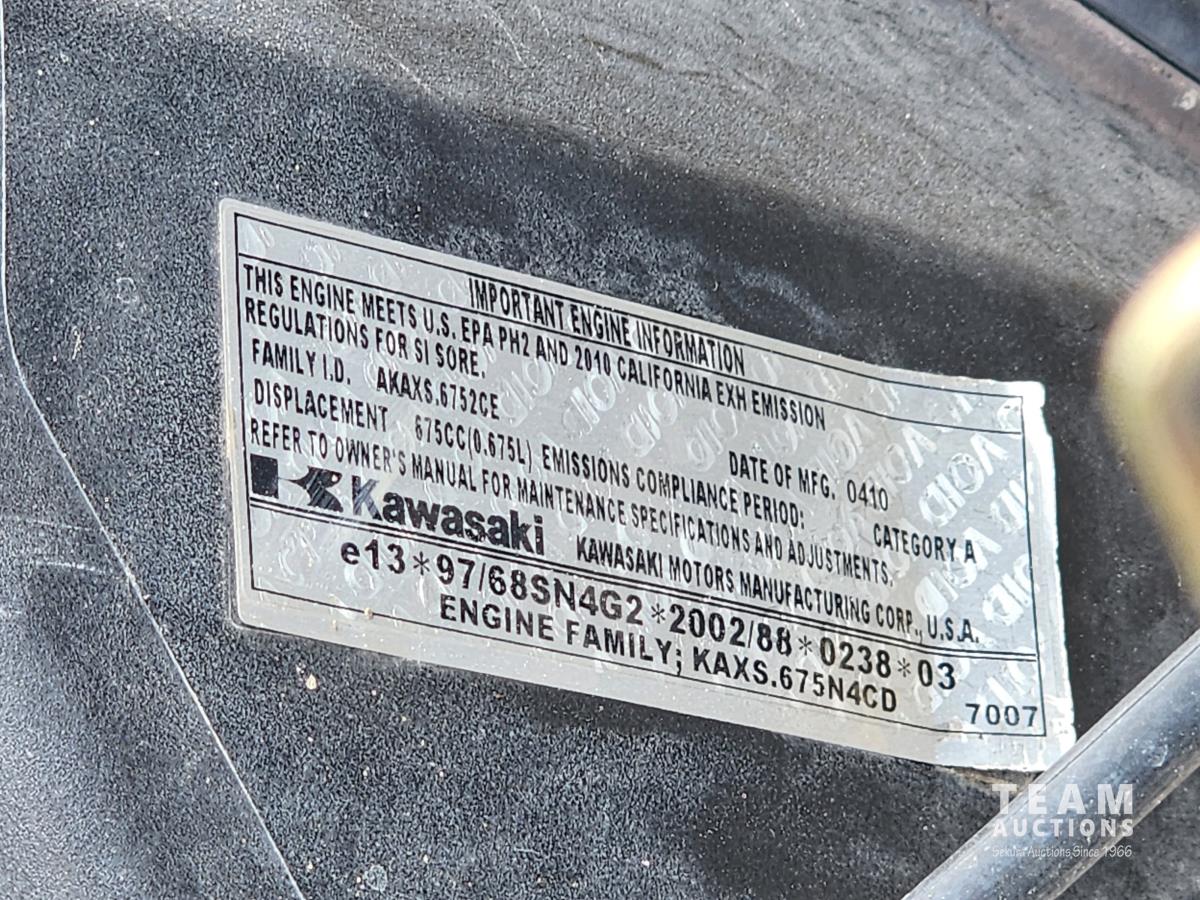 IMPORTANT ENGINE INFORMATION
THIS ENGINE MEETS U.S. EPA PH2 AND 2010 CALIFORNIA EXH EMISSION
REGULATIONS FOR SI SORE.
FAMILY I.D. AKAXS.6752CE DATE OF MFG. 0410
DISPLACEMENT 675CC(0.675L) EMISSIONS COMPLIANCE PERIOD: CATEGORY A
REFER TO OWNER'S MANUAL FOR MAINTENANCE SPECIFICATIONS AND ADJUSTMENTS.
Kawasaki KAWASAKI MOTORS MANUFACTURING CORP., U.S.A.
e13*97/68SN4G2*2002/88*0238*03
ENGINE FAMILY; KAXS.675N4CD
7007
TEAM
AUCTIONS
Auctions Since 1966